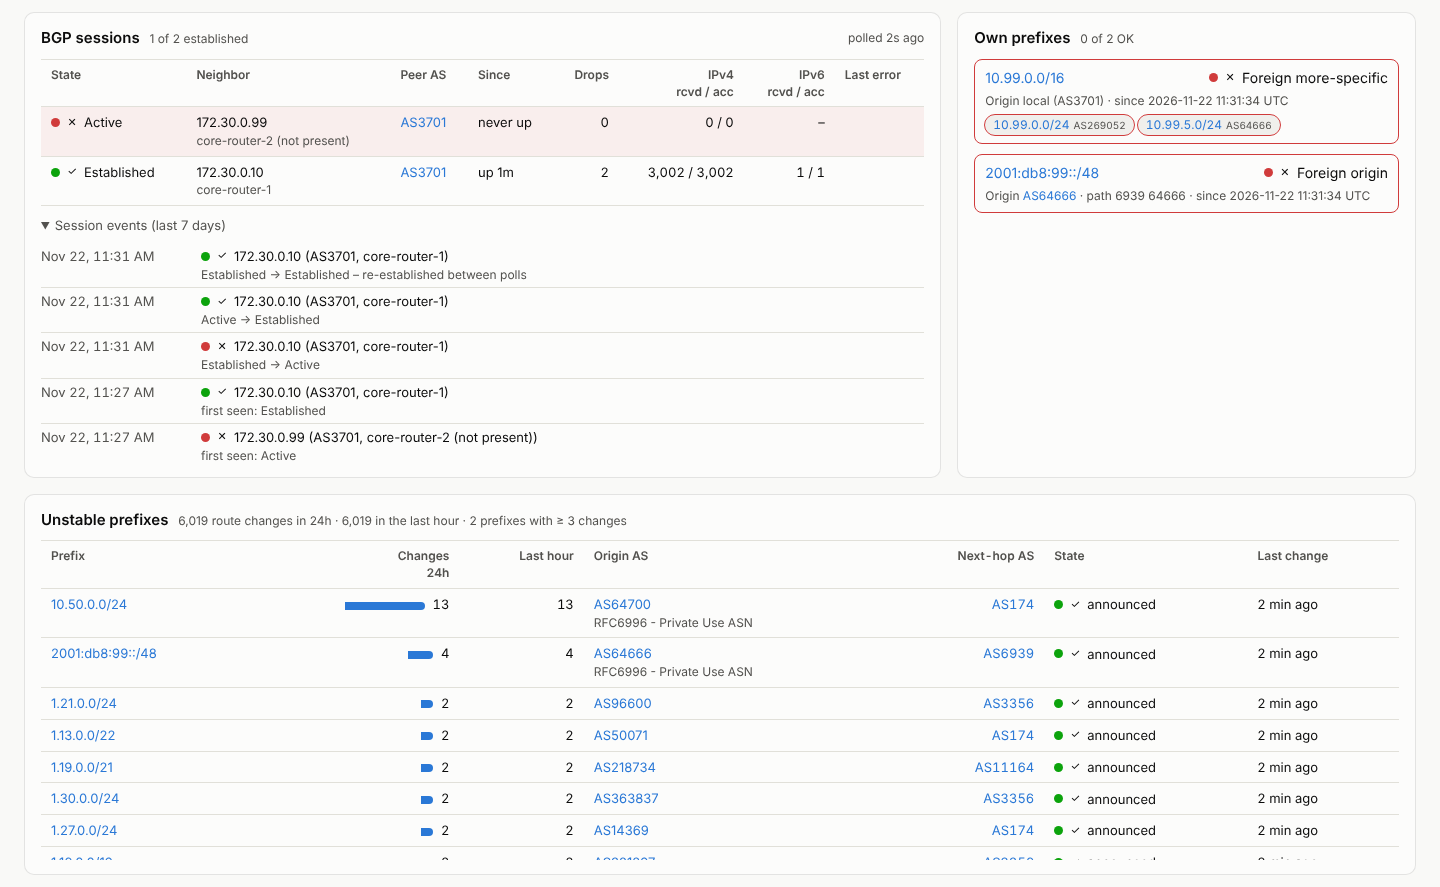 BGP sessions 1 of 2 established polled 2s ago
State Neighbor Peer AS Since Drops IPv4 rcvd / acc IPv6 rcvd / acc Last error
× Active 172.30.0.99 AS3701 never up 0 0 / 0 –
core-router-2 (not present)
✓ Established 172.30.0.10 AS3701 up 1m 2 3,002 / 3,002 1 / 1
core-router-1
▼ Session events (last 7 days)
Nov 22, 11:31 AM ✓ 172.30.0.10 (AS3701, core-router-1)
Established → Established – re-established between polls
Nov 22, 11:31 AM ✓ 172.30.0.10 (AS3701, core-router-1)
Active → Established
Nov 22, 11:31 AM × 172.30.0.10 (AS3701, core-router-1)
Established → Active
Nov 22, 11:27 AM ✓ 172.30.0.10 (AS3701, core-router-1)
first seen: Established
Nov 22, 11:27 AM × 172.30.0.99 (AS3701, core-router-2 (not present))
first seen: Active
Own prefixes 0 of 2 OK
10.99.0.0/16 × Foreign more-specific
Origin local (AS3701) · since 2026-11-22 11:31:34 UTC
10.99.0.0/24 AS269052 10.99.5.0/24 AS64666
2001:db8:99::/48 × Foreign origin
Origin AS64666 · path 6939 64666 · since 2026-11-22 11:31:34 UTC
Unstable prefixes 6,019 route changes in 24h · 6,019 in the last hour · 2 prefixes with ≥ 3 changes
Prefix Changes 24h Last hour Origin AS Next-hop AS State Last change
10.50.0.0/24 13 13 AS64700 AS174 ✓ announced 2 min ago
RFC6996 - Private Use ASN
2001:db8:99::/48 4 4 AS64666 AS6939 ✓ announced 2 min ago
RFC6996 - Private Use ASN
1.21.0.0/24 2 2 AS96600 AS3356 ✓ announced 2 min ago
1.13.0.0/22 2 2 AS50071 AS174 ✓ announced 2 min ago
1.19.0.0/21 2 2 AS218734 AS11164 ✓ announced 2 min ago
1.30.0.0/24 2 2 AS363837 AS3356 ✓ announced 2 min ago
1.27.0.0/24 2 2 AS14369 AS174 ✓ announced 2 min ago